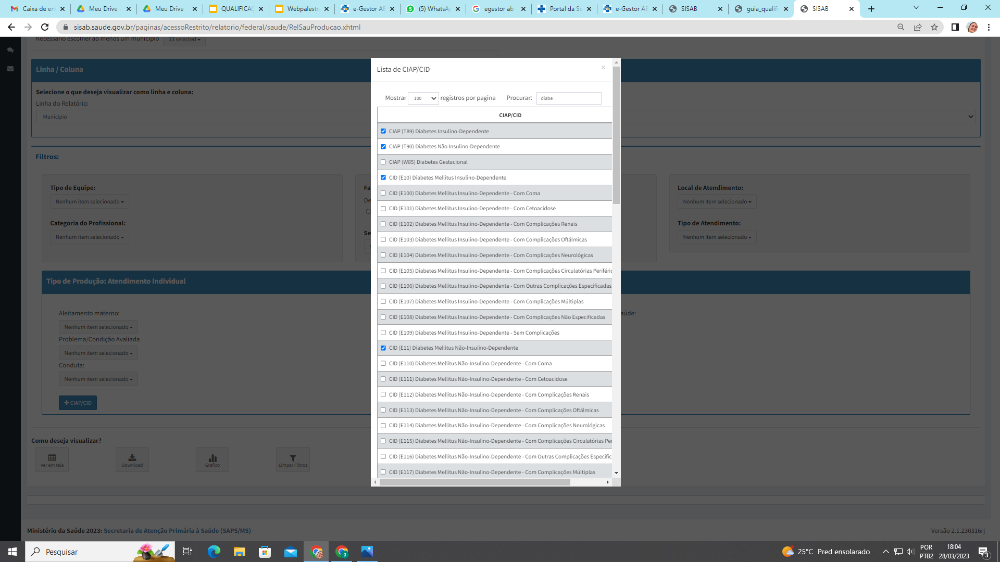 Caixa de en
Meu Drive -
Meu Drive -
QUALIFICAÇ
Webpalestr
e-Gestor AB
(5) WhatsAp
egestor ab
Portal da Se
e-Gestor AB
SISAB
guia_qualifi
SISAB
sisab.saude.gov.br/paginas/acessoRestrito/relatorio/federal/saude/RelSauProducao.xhtml
Necessário escolher ao menos um município
13 selected
Linha / Coluna
Selecione o que deseja visualizar como linha e coluna:
Linha do Relatório:
Municipio
Filtros:
Tipo de Equipe:
Nenhum item selecionado
Categoria do Profissional:
Nenhum item selecionado
Fa
De
Se
Local de Atendimento:
Nenhum item selecionado
Tipo de Atendimento:
Nenhum item selecionado
Tipo de Produção: Atendimento Individual
Aleitamento materno:
Nenhum item selecionado
Problema/Condição Avaliada
Nenhum item selecionado
Conduta:
Nenhum item selecionado
aúde:
CIAP/CID
Como deseja visualizar?
Ver em tela
Download
Gráfico
Limpar Filtros
Lista de CIAP/CID
×
Mostrar 100 registros por pagina Procurar: diabe
CIAP/CID
CIAP (T89) Diabetes Insulino-Dependente
CIAP (T90) Diabetes Não Insulino-Dependente
CIAP (W85) Diabetes Gestacional
CID (E10) Diabetes Mellitus Insulino-Dependente
CID (E100) Diabetes Mellitus Insulino-Dependente - Com Coma
CID (E101) Diabetes Mellitus Insulino-Dependente - Com Cetoacidose
CID (E102) Diabetes Mellitus Insulino-Dependente - Com Complicações Renais
CID (E103) Diabetes Mellitus Insulino-Dependente - Com Complicações Oftálmicas
CID (E104) Diabetes Mellitus Insulino-Dependente - Com Complicações Neurológicas
CID (E105) Diabetes Mellitus Insulino-Dependente - Com Complicações Circulatórias Periféric
CID (E106) Diabetes Mellitus Insulino-Dependente - Com Outras Complicações Especificadas
CID (E107) Diabetes Mellitus Insulino-Dependente - Com Complicações Múltiplas
CID (E108) Diabetes Mellitus Insulino-Dependente - Com Complicações Não Especificadas
CID (E109) Diabetes Mellitus Insulino-Dependente - Sem Complicações
CID (E11) Diabetes Mellitus Não-Insulino-Dependente
CID (E110) Diabetes Mellitus Não-Insulino-Dependente - Com Coma
CID (E111) Diabetes Mellitus Não-Insulino-Dependente - Com Cetoacidose
CID (E112) Diabetes Mellitus Não-Insulino-Dependente - Com Complicações Renais
CID (E113) Diabetes Mellitus Não-Insulino-Dependente - Com Complicações Oftálmicas
CID (E114) Diabetes Mellitus Não-Insulino-Dependente - Com Complicações Neurológicas
CID (E115) Diabetes Mellitus Não-Insulino-Dependente - Com Complicações Circulatórias Per
CID (E116) Diabetes Mellitus Não-Insulino-Dependente - Com Outras Complicações Especific
CID (E117) Diabetes Mellitus Não-Insulino-Dependente - Com Complicações Múltiplas
Ministério da Saúde 2023: Secretaria de Atenção Primária à Saúde (SAPS/MS)
Versão 2.1.230316rj
Pesquisar
25°C Pred ensolarado
POR
PTB2
18:04
28/03/2023
3